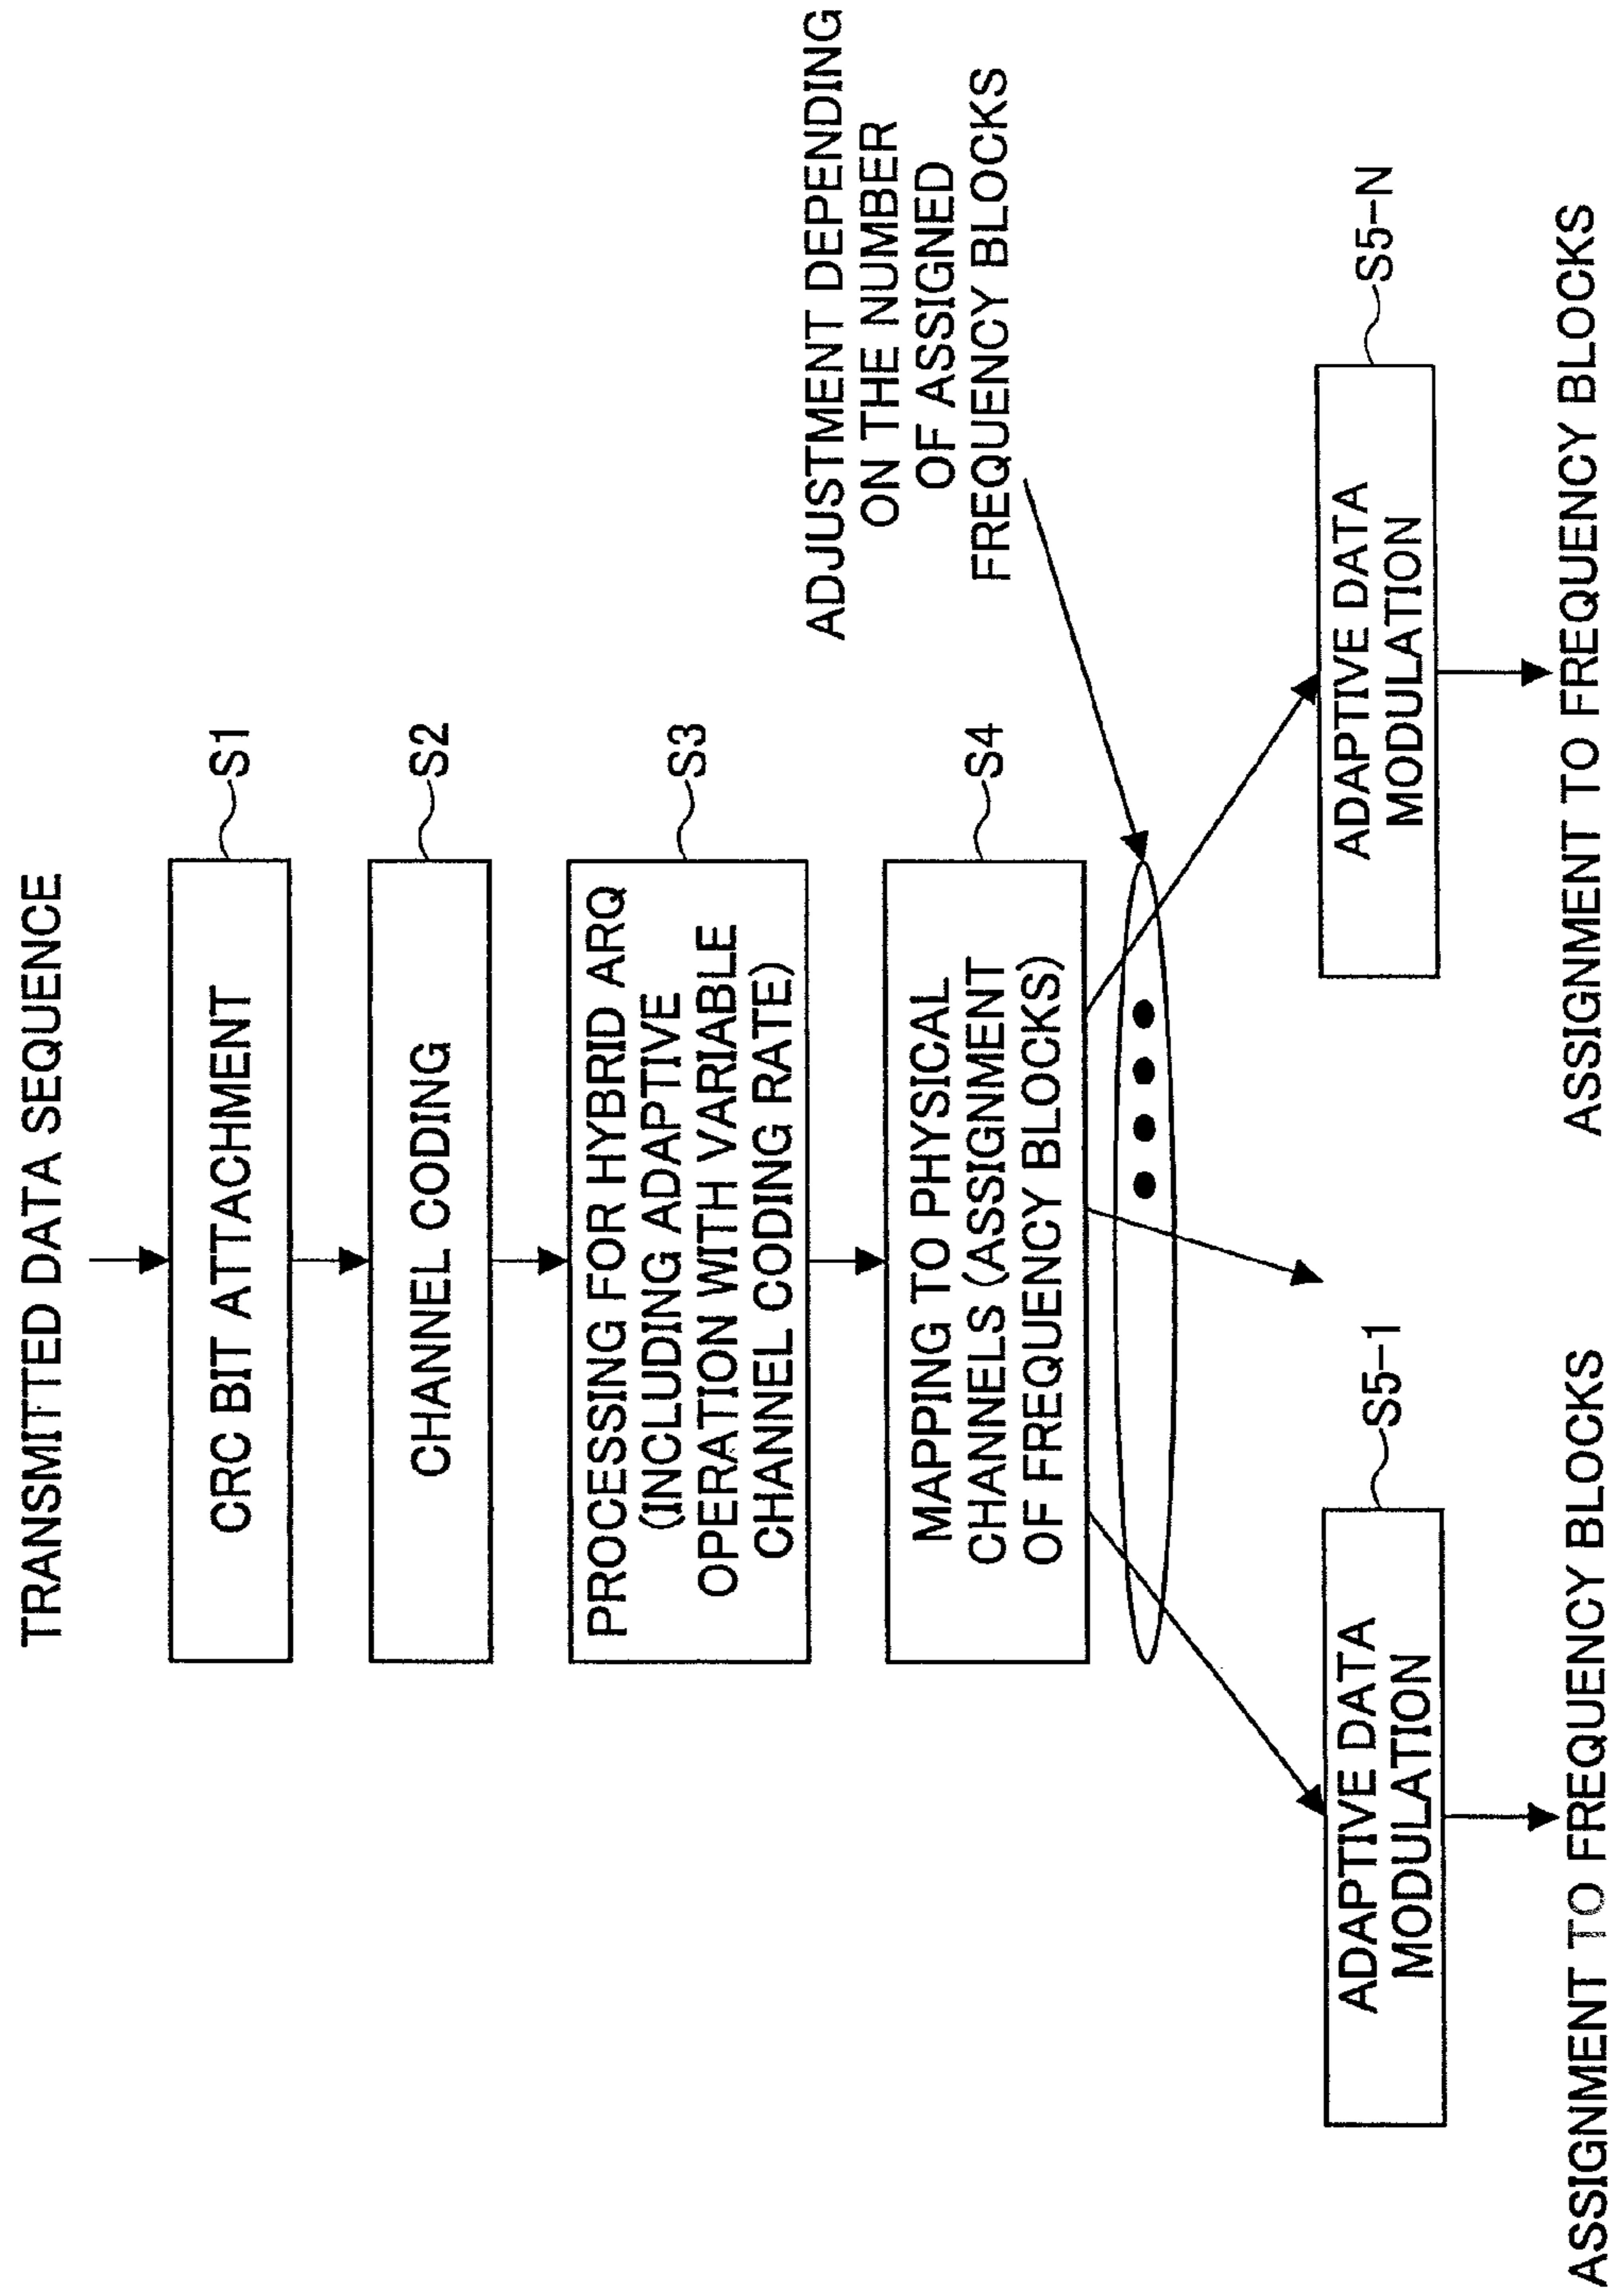 TRANSMITTED DATA SEQUENCE
CRC BIT ATTACHMENT
S1
CHANNEL CODING
S2
PROCESSING FOR HYBRID ARQ
(INCLUDING ADAPTIVE
OPERATION WITH VARIABLE
CHANNEL CODING RATE)
S3
MAPPING TO PHYSICAL
CHANNELS (ASSIGNMENT
OF FREQUENCY BLOCKS)
S4
ADJUSTMENT DEPENDING
ON THE NUMBER
OF ASSIGNED
FREQUENCY BLOCKS
ADAPTIVE DATA
MODULATION
S5-1
ADAPTIVE DATA
MODULATION
S5-N
ASSIGNMENT TO FREQUENCY BLOCKS
ASSIGNMENT TO FREQUENCY BLOCKS